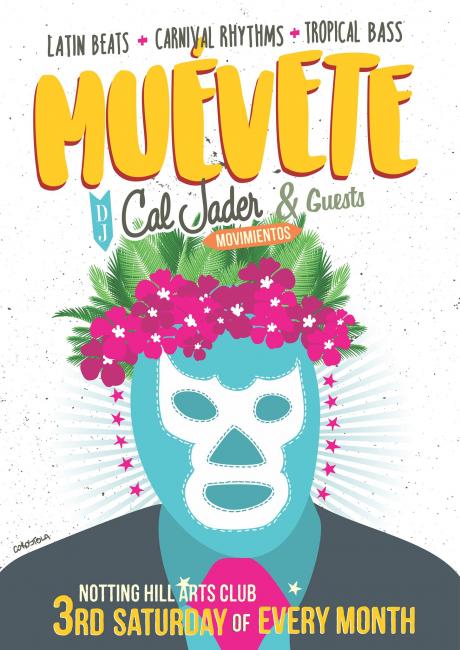 LATIN BEATS + CARNIVAL RHYTHMS + TROPICAL BASS
MUÉVETE
DJ Cal Jader & Guests
MOVIMIENTOS
NOTTING HILL ARTS CLUB
3RD SATURDAY OF EVERY MONTH